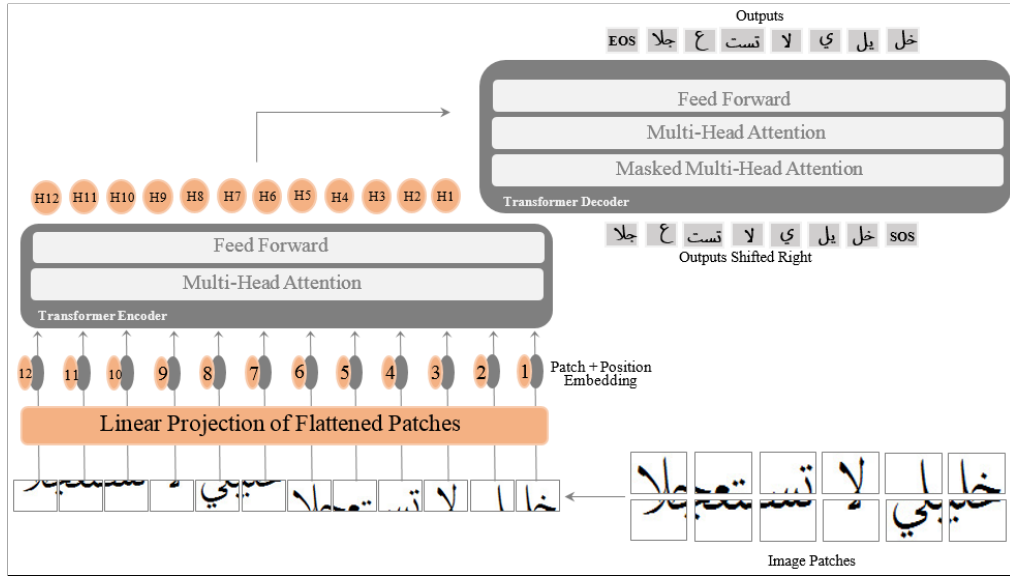 Outputs
خل يل ي لا تست ع جلا EOS
Feed Forward
Multi-Head Attention
Masked Multi-Head Attention
Transformer Decoder
SOS خل يل ي لا تست ع جلا
Outputs Shifted Right
H12 H11 H10 H9 H8 H7 H6 H5 H4 H3 H2 H1
Feed Forward
Multi-Head Attention
Transformer Encoder
12 11 10 9 8 7 6 5 4 3 2 1
Patch + Position
Embedding
Linear Projection of Flattened Patches
خليلي لا تستعجلا
Image Patches